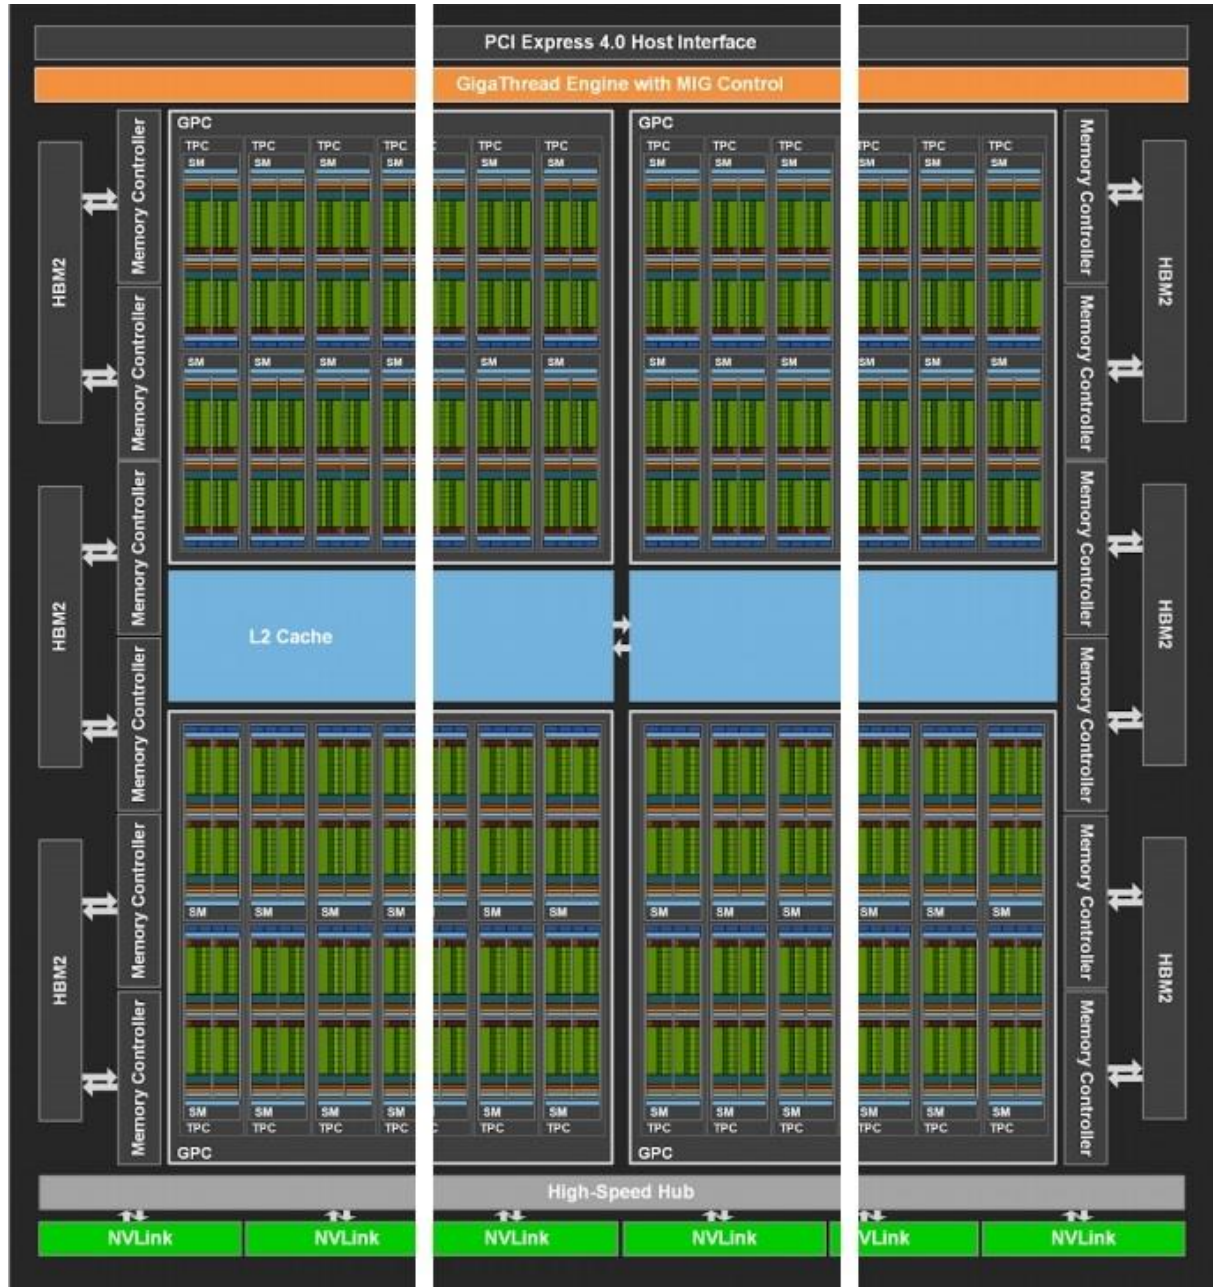 PCI Express 4.0 Host Interface
GigaThread Engine with MIG Control
GPC GPC
TPC TPC TPC TPC TPC TPC TPC TPC TPC TPC TPC TPC
SM SM SM SM SM SM SM SM SM SM SM
SM SM SM SM SM SM SM SM SM SM SM
L2 Cache
SM SM SM SM SM SM SM SM SM SM SM
SM SM SM SM SM SM SM SM SM SM SM
TPC TPC TPC TPC TPC TPC TPC TPC TPC TPC TPC TPC
GPC GPC
HBM2
HBM2
HBM2
Memory Controller
Memory Controller
Memory Controller
Memory Controller
Memory Controller
Memory Controller
Memory Controller
Memory Controller
Memory Controller
Memory Controller
Memory Controller
Memory Controller
HBM2
HBM2
HBM2
High-Speed Hub
NVLink NVLink NVLink NVLink VLink NVLink